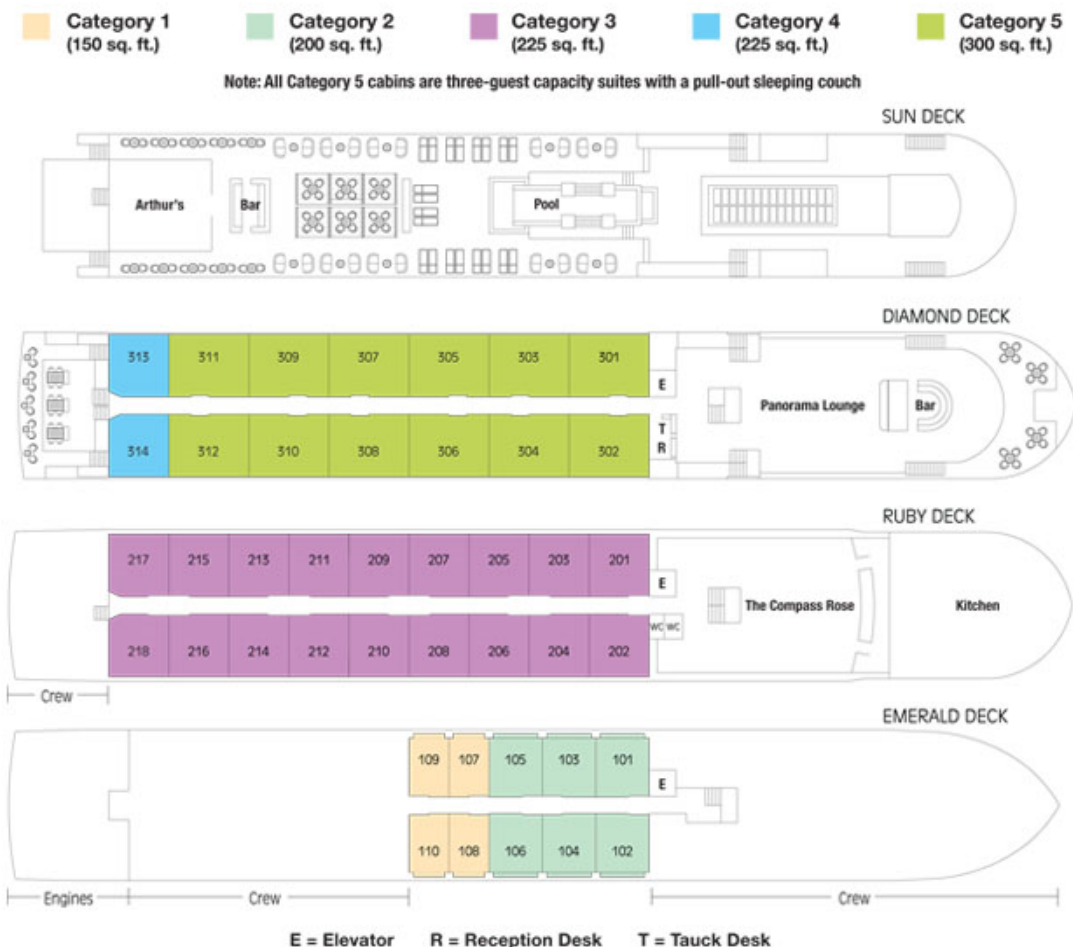 Category 1
(150 sq. ft.)
Category 2
(200 sq. ft.)
Category 3
(225 sq. ft.)
Category 4
(225 sq. ft.)
Category 5
(300 sq. ft.)
Note: All Category 5 cabins are three-guest capacity suites with a pull-out sleeping couch
SUN DECK
Arthur's
Bar
Pool
DIAMOND DECK
313 311 309 307 305 303 301
E
T
R
Panorama Lounge
Bar
314 312 310 308 306 304 302
RUBY DECK
217 215 213 211 209 207 205 203 201
E
WC WC
The Compass Rose
Kitchen
218 216 214 212 210 208 206 204 202
Crew
EMERALD DECK
109 107 105 103 101
E
110 108 106 104 102
Engines
Crew
Crew
E = Elevator R = Reception Desk T = Tauck Desk